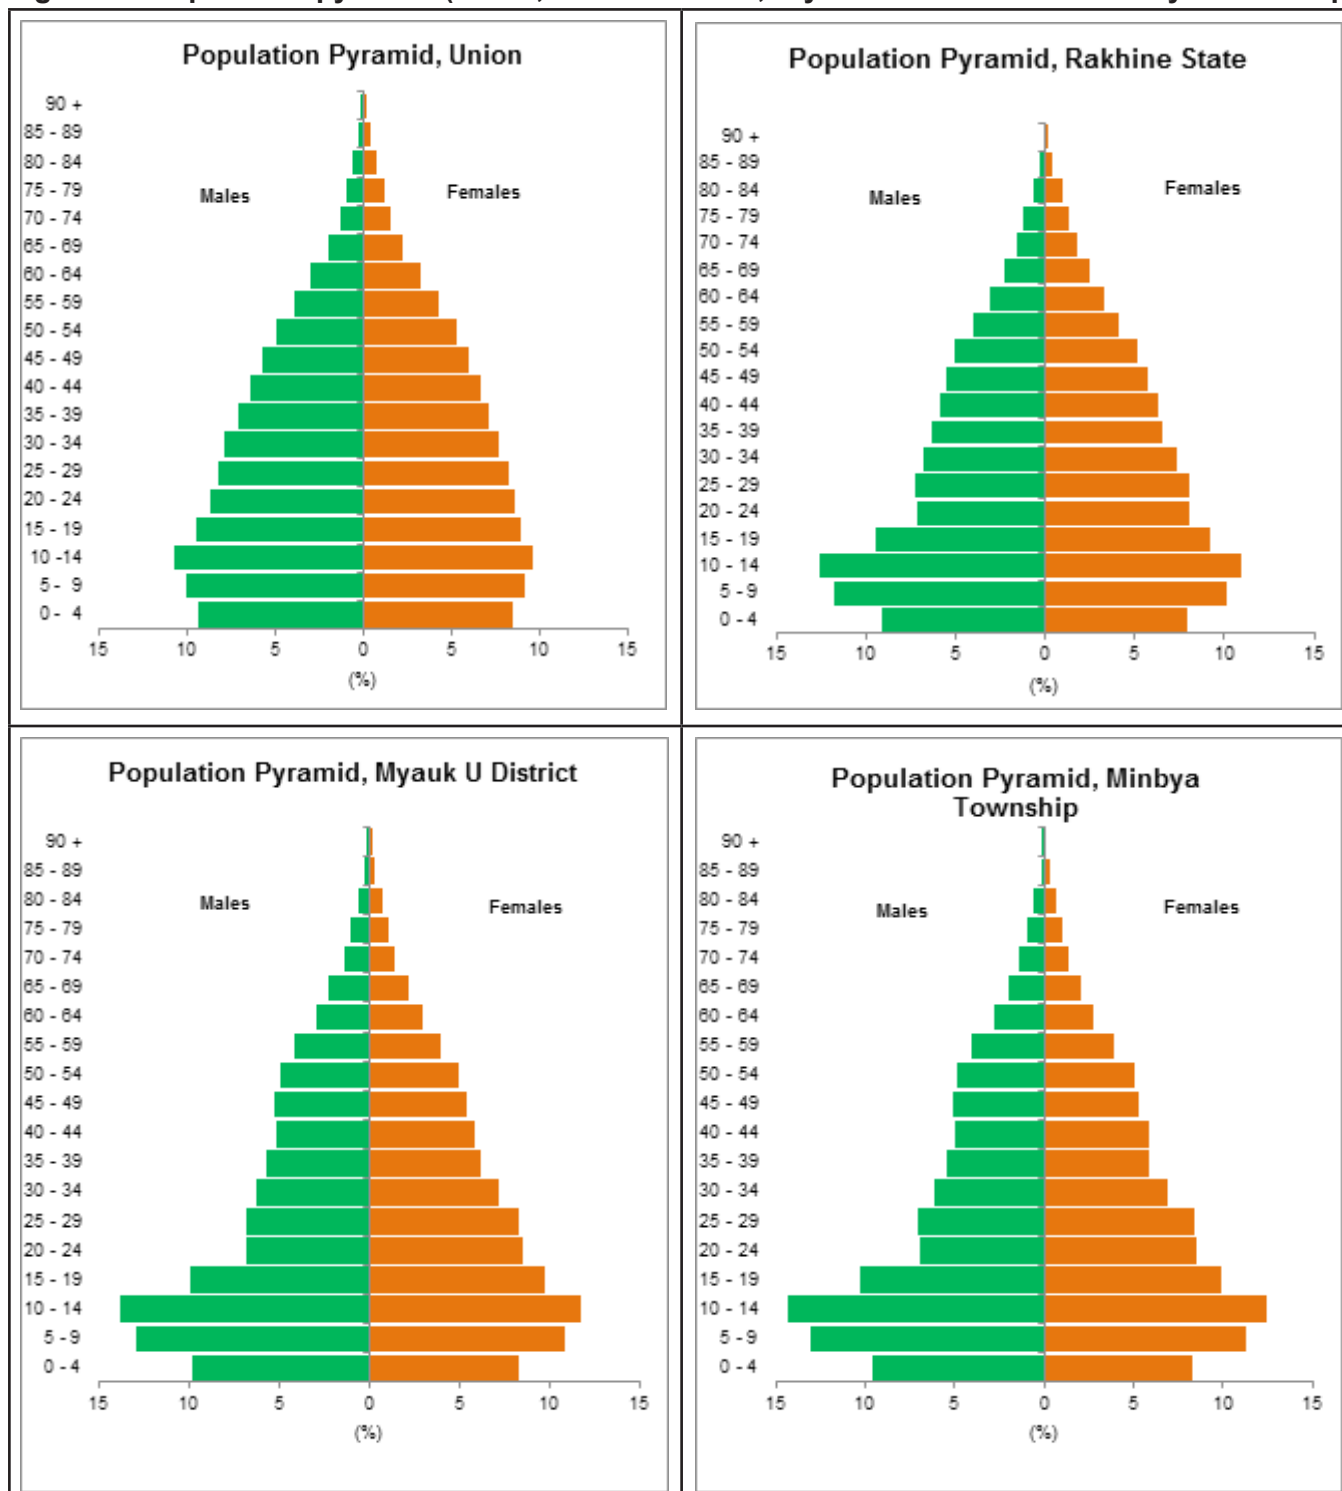 Population Pyramid, Union
90 +
85 - 89
80 - 84
75 - 79
70 - 74
65 - 69
60 - 64
55 - 59
50 - 54
45 - 49
40 - 44
35 - 39
30 - 34
25 - 29
20 - 24
15 - 19
10 -14
5 - 9
0 - 4
Males
Females
15 10 5 0 5 10 15
(%)
Population Pyramid, Rakhine State
90 +
85 - 89
80 - 84
75 - 79
70 - 74
65 - 69
60 - 64
55 - 59
50 - 54
45 - 49
40 - 44
35 - 39
30 - 34
25 - 29
20 - 24
15 - 19
10 - 14
5 - 9
0 - 4
Males
Females
15 10 5 0 5 10 15
(%)
Population Pyramid, Myauk U District
90 +
85 - 89
80 - 84
75 - 79
70 - 74
65 - 69
60 - 64
55 - 59
50 - 54
45 - 49
40 - 44
35 - 39
30 - 34
25 - 29
20 - 24
15 - 19
10 - 14
5 - 9
0 - 4
Males
Females
15 10 5 0 5 10 15
(%)
Population Pyramid, Minbya
Township
90 +
85 - 89
80 - 84
75 - 79
70 - 74
65 - 69
60 - 64
55 - 59
50 - 54
45 - 49
40 - 44
35 - 39
30 - 34
25 - 29
20 - 24
15 - 19
10 - 14
5 - 9
0 - 4
Males
Females
15 10 5 0 5 10 15
(%)